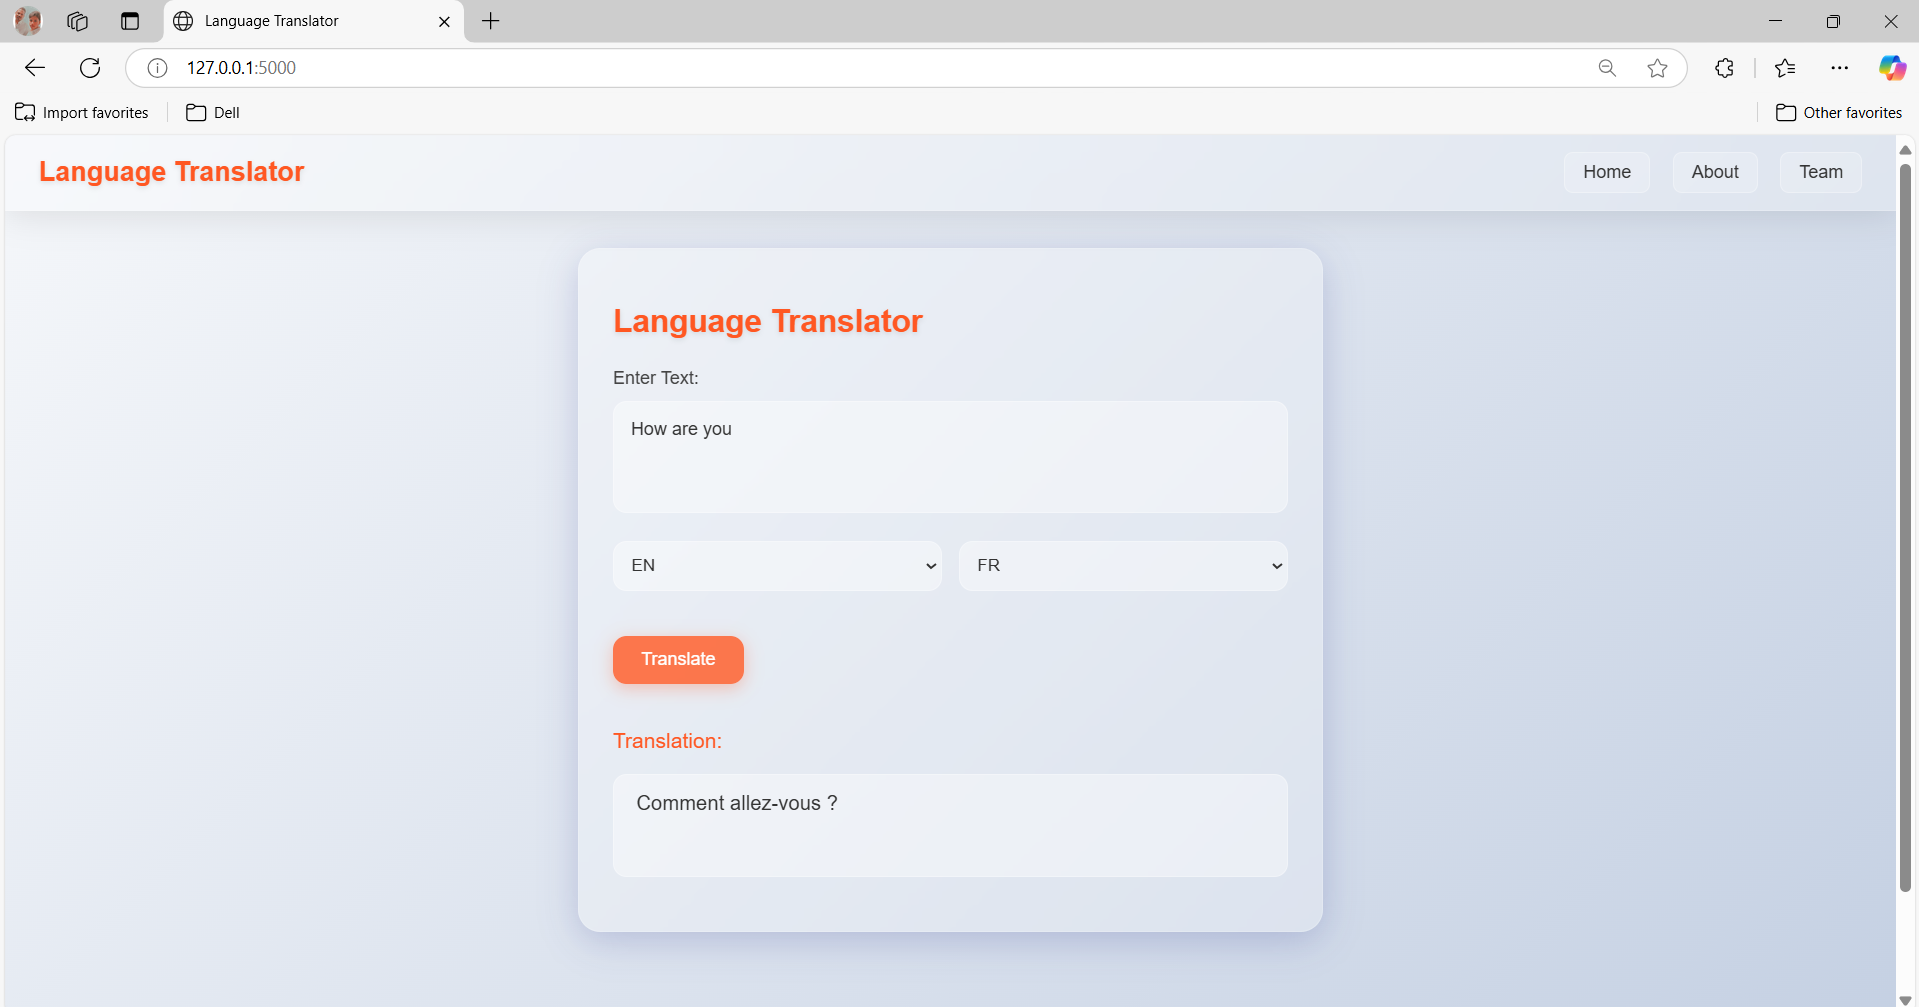 Language Translator
127.0.0.1:5000
Import favorites
Dell
Other favorites
Language Translator
Home
About
Team
Language Translator
Enter Text:
How are you
EN
FR
Translate
Translation:
Comment allez-vous ?